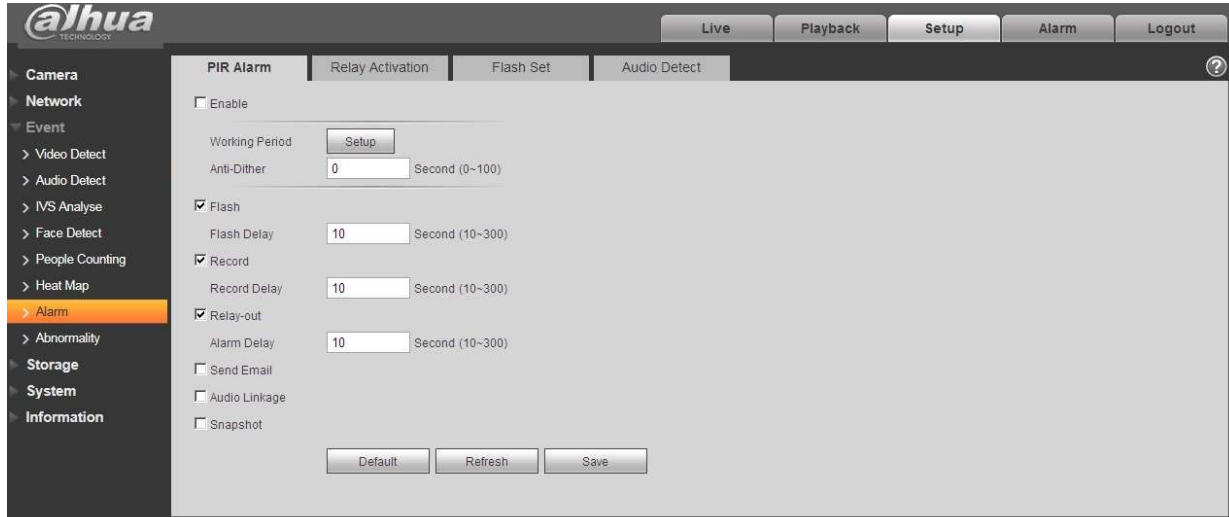 alhua
TECHNOLOGY
Live Playback Setup Alarm Logout
Camera
Network
Event
Video Detect
Audio Detect
IVS Analyse
Face Detect
People Counting
Heat Map
Alarm
Abnormality
Storage
System
Information
PIR Alarm Relay Activation Flash Set Audio Detect
?
Enable
Working Period Setup
Anti-Dither 0 Second (0~100)
Flash
Flash Delay 10 Second (10~300)
Record
Record Delay 10 Second (10~300)
Relay-out
Alarm Delay 10 Second (10~300)
Send Email
Audio Linkage
Snapshot
Default Refresh Save